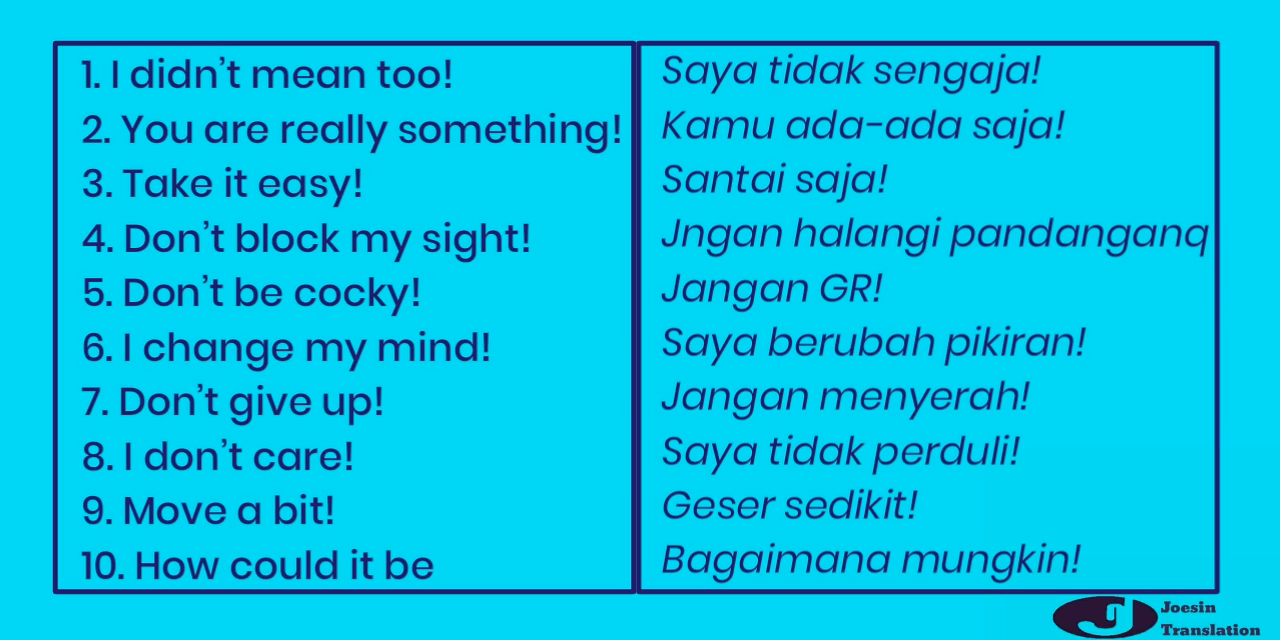 1. I didn't mean too!
2. You are really something!
3. Take it easy!
4. Don't block my sight!
5. Don't be cocky!
6. I change my mind!
7. Don't give up!
8. I don't care!
9. Move a bit!
10. How could it be
Saya tidak sengaja!
Kamu ada-ada saja!
Santai saja!
Jngan halangi pandanganq
Jangan GR!
Saya berubah pikiran!
Jangan menyerah!
Saya tidak perduli!
Geser sedikit!
Bagaimana mungkin!
Joesin
Translation